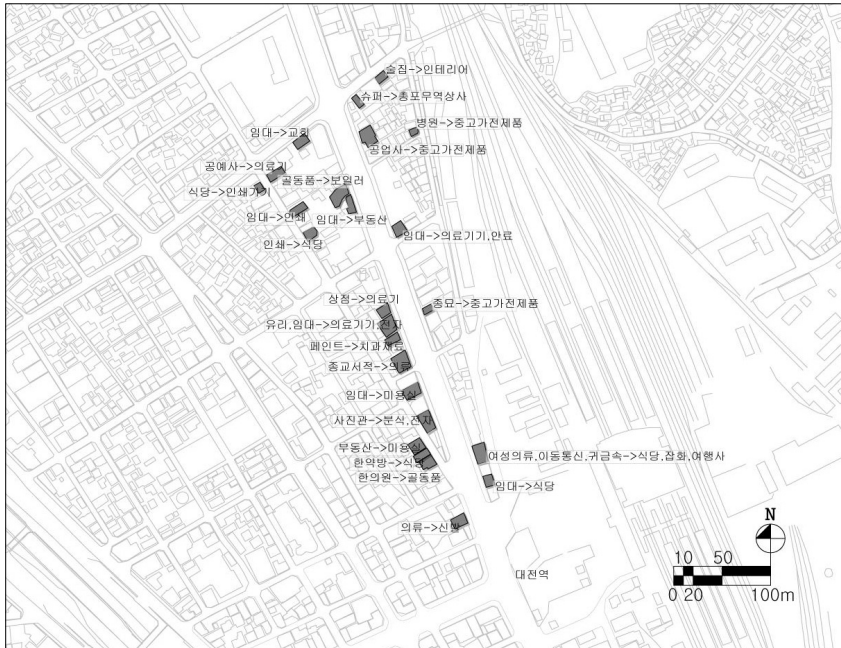 술집->인테리어
슈퍼->총포무역상사
병원->중고가전제품
임대->교회
공업사->중고가전제품
공예사->의료기
골동품->보일러
식당->인쇄기기
임대->인쇄
임대->부동산
인쇄->식당
임대->의료기기,안료
상점->의료기
종묘->중고가전제품
유리,임대->의료기기,전자
페인트->치과재료
종교서적->의류
임대->미용실
사진관->분식,전자
부동산->미용실
여성의류,이동통신,귀금속->식당,잡화,여행사
한약방->식당
한의원->골동품
임대->식당
의류->신발
대전역
N
10 50
0 20 100m